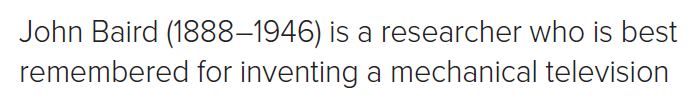 John Baird (1888–1946) is a researcher who is best
remembered for inventing a mechanical television